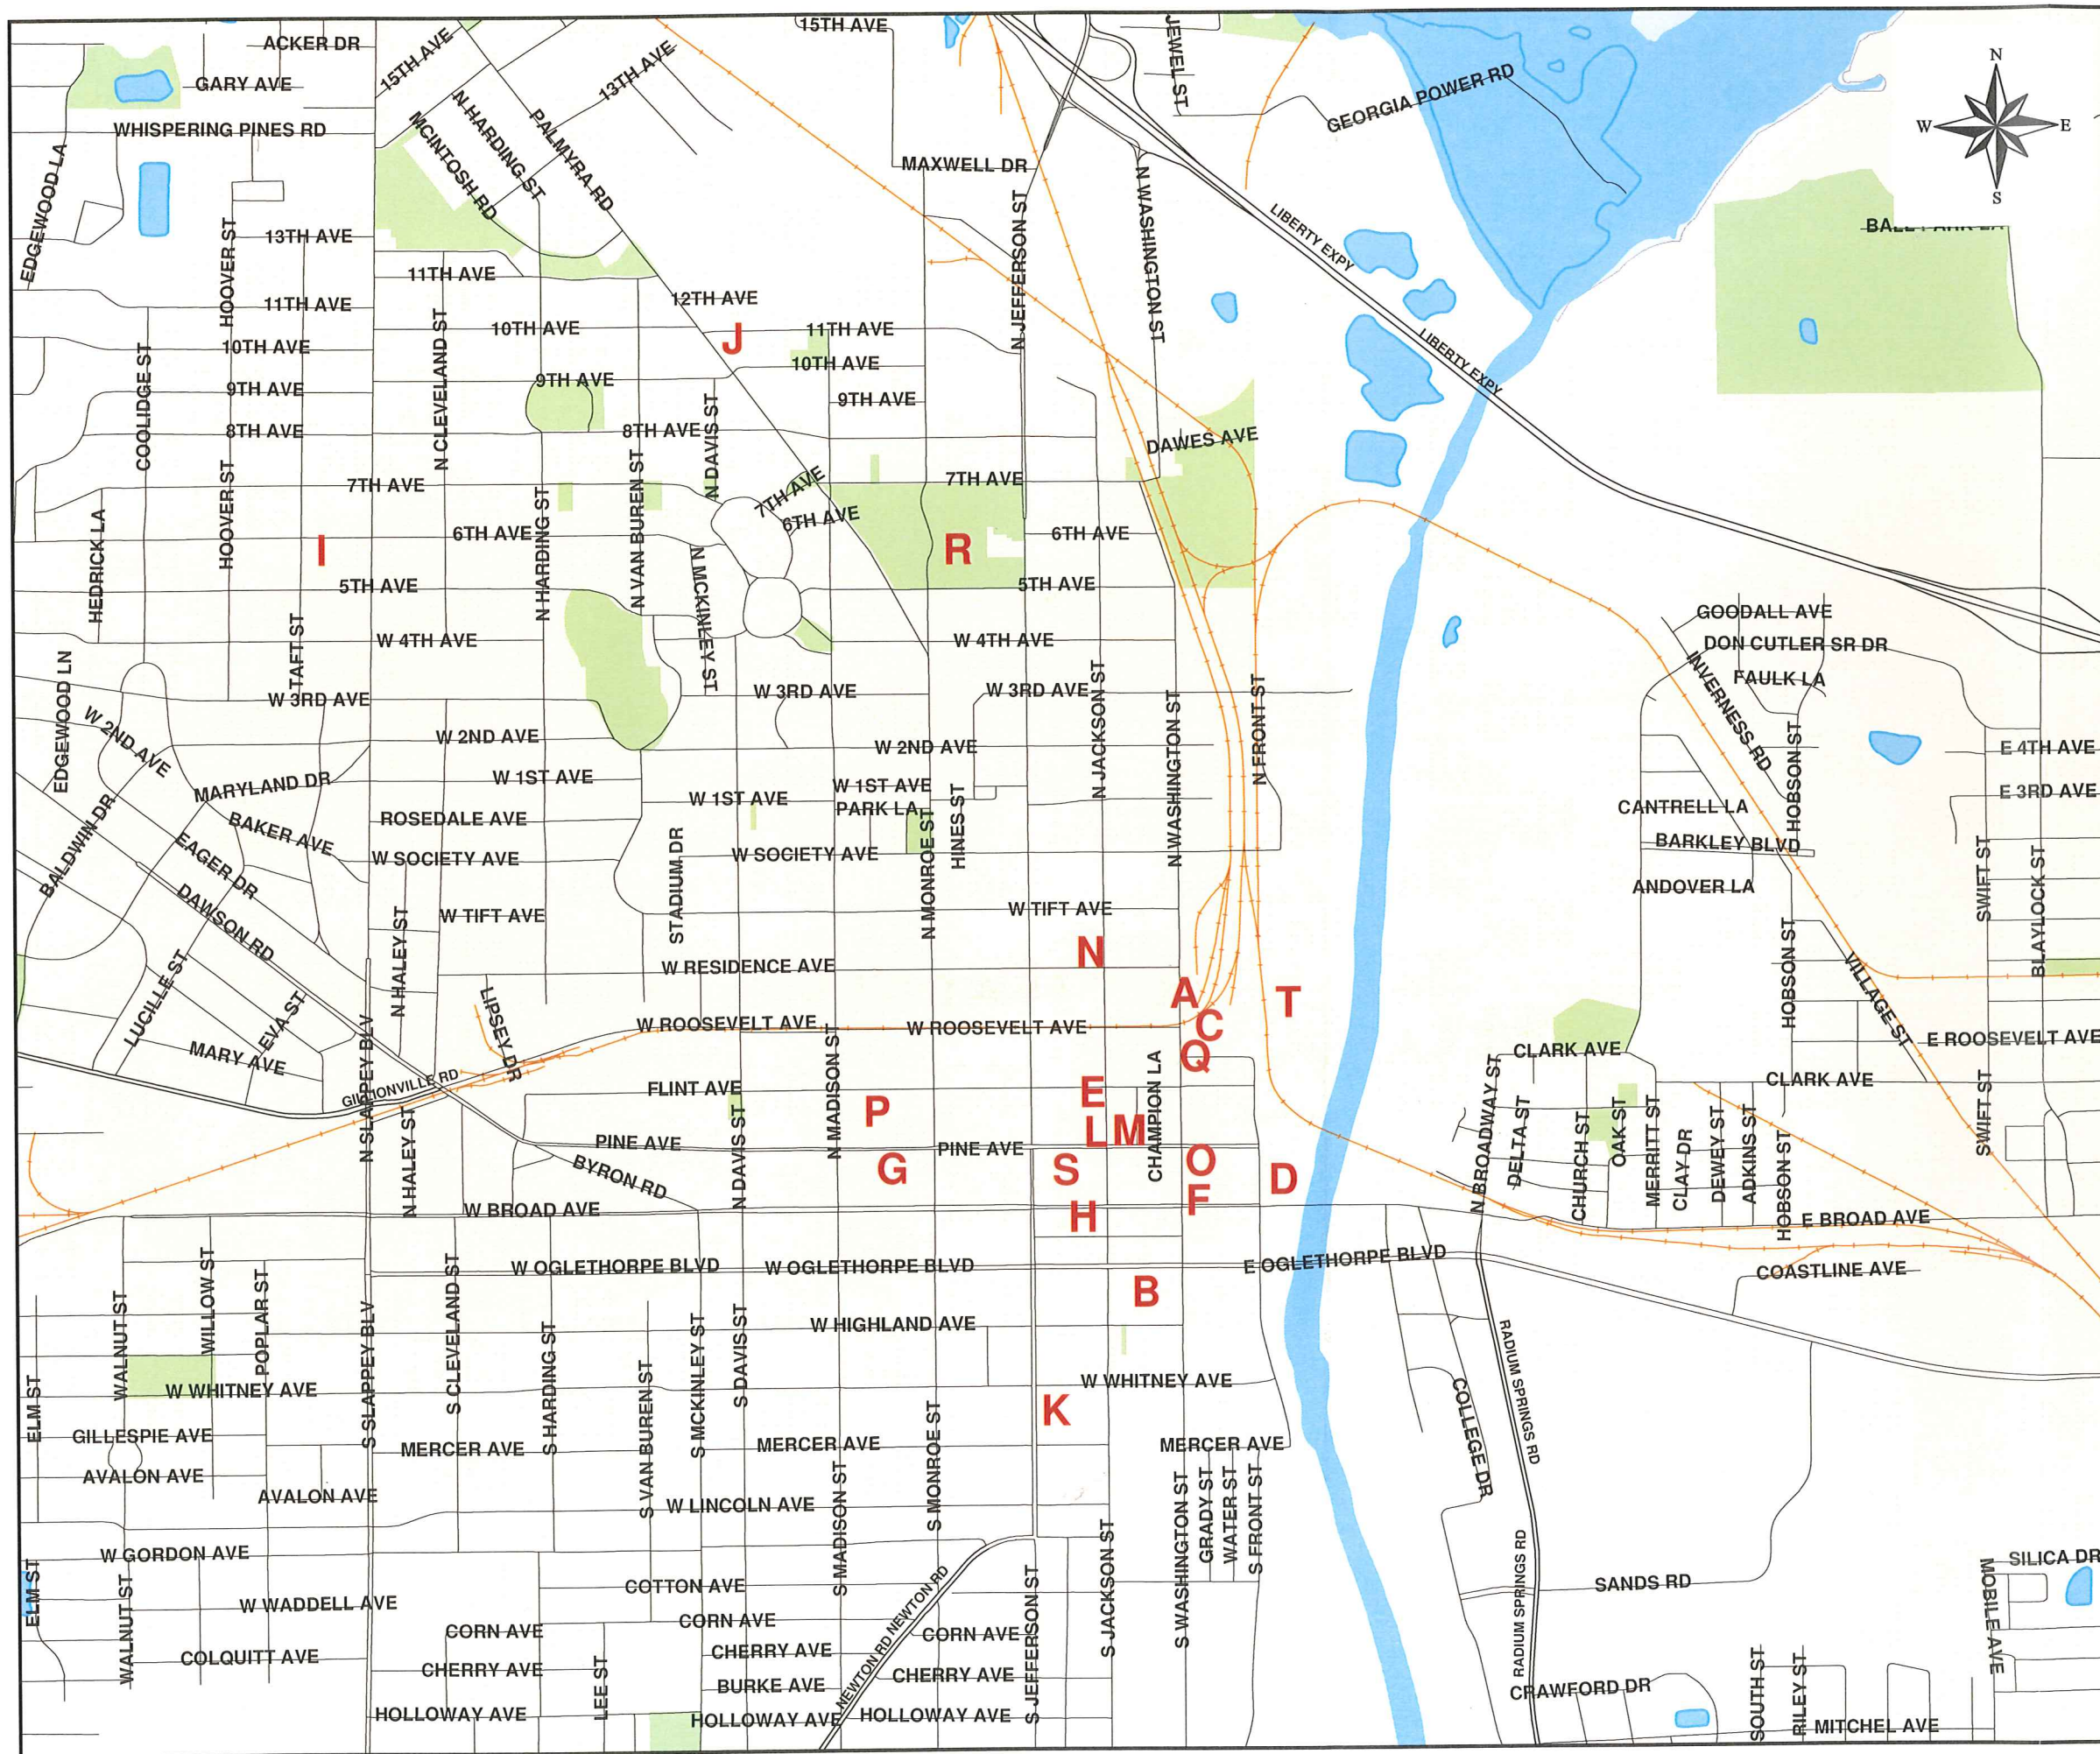 ACKER DR
15TH AVE
15TH AVE
JEWEL ST
GARY AVE
13TH AVE
GEORGIA POWER RD
N
W
E
S
WHISPERING PINES RD
N HARDING ST
MCINTOSH RD
PALMYRA RD
MAXWELL DR
EDGEWOOD LA
N JEFFERSON ST
N WASHINGTON ST
LIBERTY EXPY
LIBERTY EXPY
HOOVER ST
13TH AVE
11TH AVE
11TH AVE
12TH AVE
10TH AVE
11TH AVE
J
10TH AVE
10TH AVE
9TH AVE
9TH AVE
9TH AVE
COOLIDGE ST
N CLEVELAND ST
8TH AVE
8TH AVE
N DAVIS ST
DAWES AVE
7TH AVE
7TH AVE
7TH AVE
6TH AVE
6TH AVE
6TH AVE
HEDRICK LA
HOOVER ST
I
N HARDING ST
N VAN BUREN ST
R
5TH AVE
5TH AVE
N MCKINLEY ST
TAFT ST
W 4TH AVE
W 4TH AVE
GOODALL AVE
DON CUTLER SR DR
FAULK LA
INVERNESS RD
EDGEWOOD LN
W 3RD AVE
W 3RD AVE
W 3RD AVE
N JACKSON ST
N WASHINGTON ST
N FRONT ST
W 2ND AVE
W 2ND AVE
W 2ND AVE
HOBSON ST
E 4TH AVE
MARYLAND DR
W 1ST AVE
W 1ST AVE
W 1ST AVE
PARK LA
HINES ST
E 3RD AVE
CANTRELL LA
BALDWIN DR
BAKER AVE
ROSEDALE AVE
BARKLEY BLVD
EAGER DR
W SOCIETY AVE
W SOCIETY AVE
STADIUM DR
N MONROE ST
ANDOVER LA
SWIFT ST
BLAYLOCK ST
DAWSON RD
W TIFT AVE
W TIFT AVE
N HALEY ST
N
HOBSON ST
VILLAGE ST
LUCILLE ST
EVA ST
W RESIDENCE AVE
LIPSEY DR
A
T
C
Q
W ROOSEVELT AVE
W ROOSEVELT AVE
E ROOSEVELT AVE
MARY AVE
N SLAPPEY BLV
GILLIONVILLE RD
CLARK AVE
CLARK AVE
FLINT AVE
N MADISON ST
E
CHAMPION LA
P
L
M
N BROADWAY ST
DELTA ST
CHURCH ST
OAK ST
MERRITT ST
CLAY DR
DEWEY ST
ADKINS ST
HOBSON ST
SWIFT ST
N HALEY ST
PINE AVE
PINE AVE
BYRON RD
N DAVIS ST
G
S
O
D
F
H
W BROAD AVE
E BROAD AVE
W OGLETHORPE BLVD
W OGLETHORPE BLVD
E OGLETHORPE BLVD
COASTLINE AVE
B
WALNUT ST
WILLOW ST
POPLAR ST
S SLAPPEY BLV
S CLEVELAND ST
S HARDING ST
S VAN BUREN ST
S MCKINLEY ST
S DAVIS ST
W HIGHLAND AVE
RADIUM SPRINGS RD
ELM ST
W WHITNEY AVE
W WHITNEY AVE
COLLEGE DR
K
GILLESPIE AVE
MERCER AVE
MERCER AVE
MERCER AVE
S MONROE ST
S MADISON ST
AVALON AVE
AVALON AVE
W LINCOLN AVE
S WASHINGTON ST
GRADY ST
WATER ST
S FRONT ST
S JACKSON ST
W GORDON AVE
ELM ST
WALNUT ST
COTTON AVE
SANDS RD
SILICA DR
MOBILE AVE
RADIUM SPRINGS RD
W WADDELL AVE
CORN AVE
CORN AVE
CORN AVE
NEWTON RD
NEWTON RD
S JEFFERSON ST
COLQUITT AVE
CHERRY AVE
CHERRY AVE
CHERRY AVE
LEE ST
BURKE AVE
CRAWFORD DR
SOUTH ST
RILEY ST
HOLLOWAY AVE
HOLLOWAY AVE
HOLLOWAY AVE
MITCHEL AVE